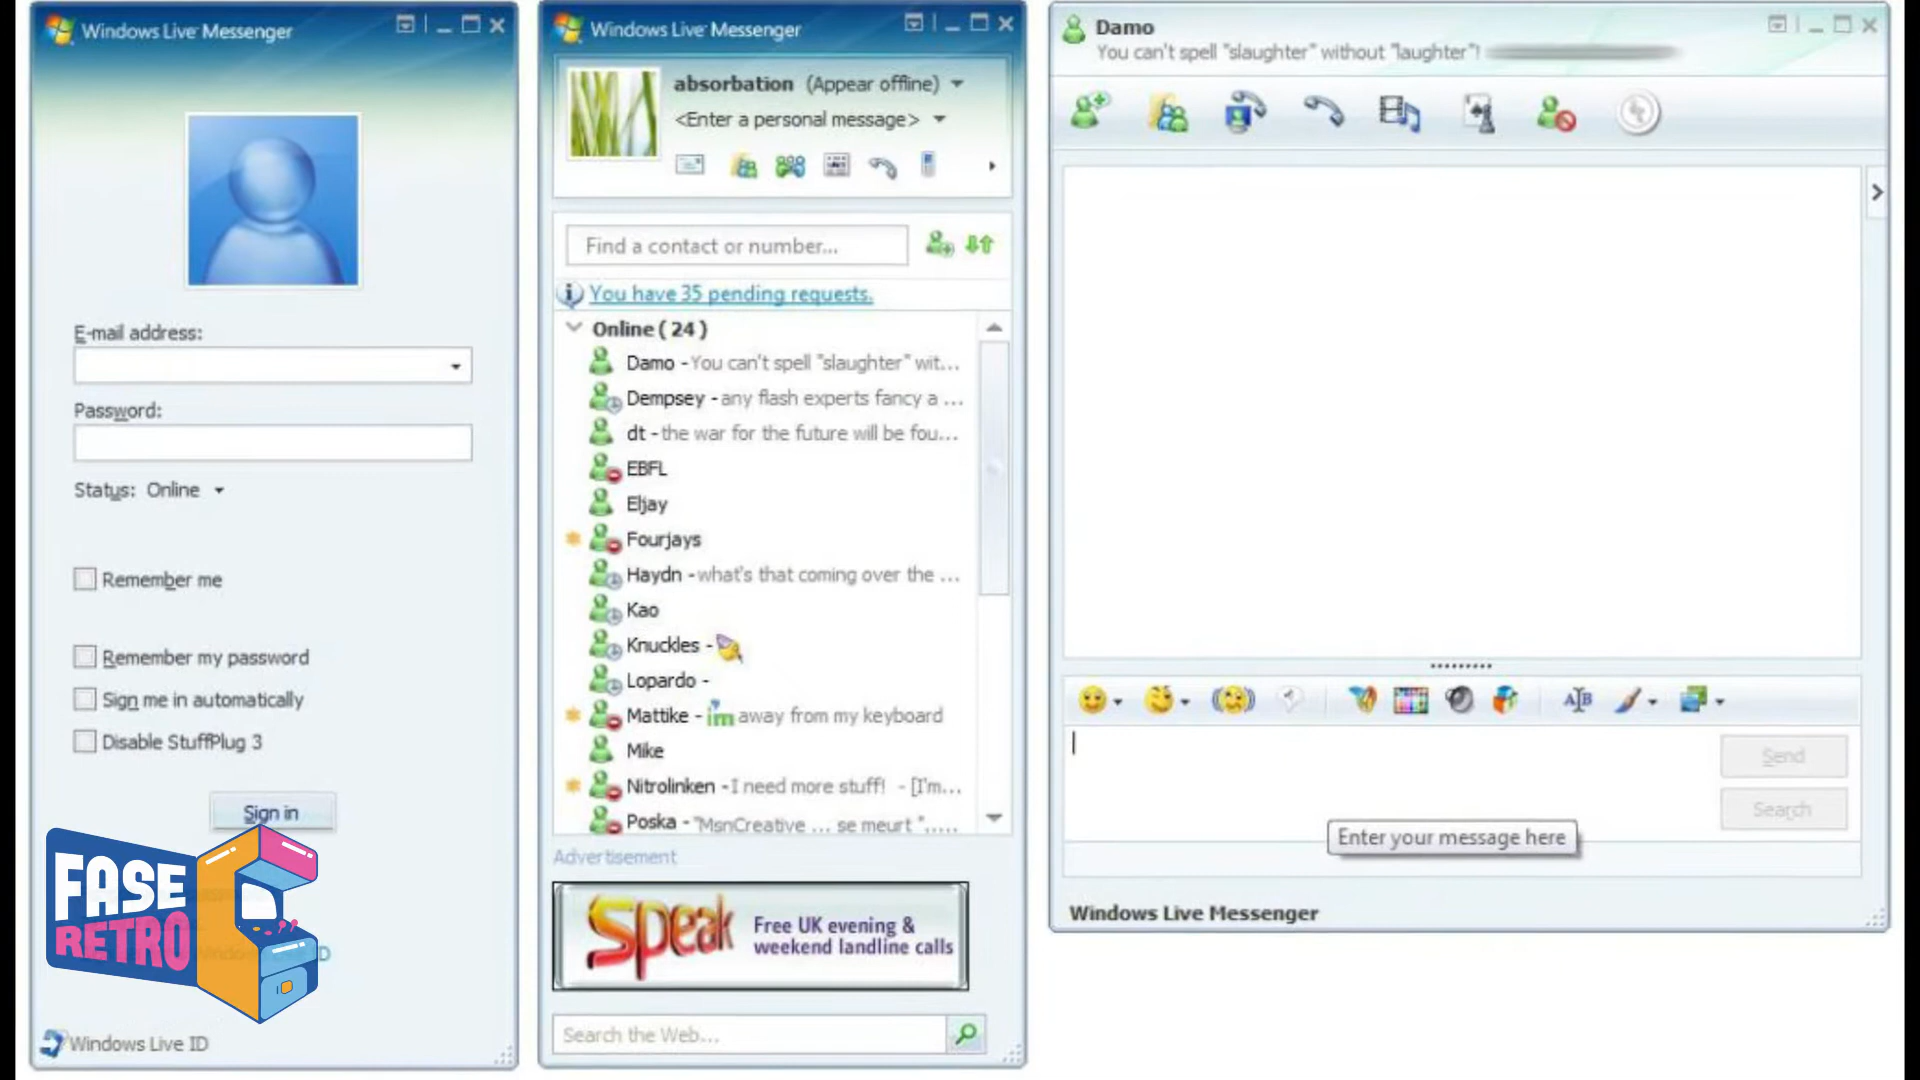 Windows Live Messenger
E-mail address:
Password:
Status: Online
Remember me
Remember my password
Sign me in automatically
Disable StuffPlug 3
Sign in
FASE
RETRO
Windows Live ID
Windows Live Messenger
absorbation (Appear offline)
<Enter a personal message>
Find a contact or number...
You have 35 pending requests.
Online ( 24 )
Damo - You can't spell "slaughter" wit...
Dempsey - any flash experts fancy a ...
dt - the war for the future will be fou...
EBFL
Eljay
Fourjays
Haydn - what's that coming over the ...
Kao
Knuckles -
Lopardo -
Mattike - im away from my keyboard
Mike
Nitrolinken - I need more stuff! - [I'm...
Poska - "MsnCreative ... se meurt ".....
Advertisement
Speak
Free UK evening &
weekend landline calls
Search the Web...
Damo
You can't spell "slaughter" without "laughter"!
AB
Send
Search
Enter your message here
Windows Live Messenger